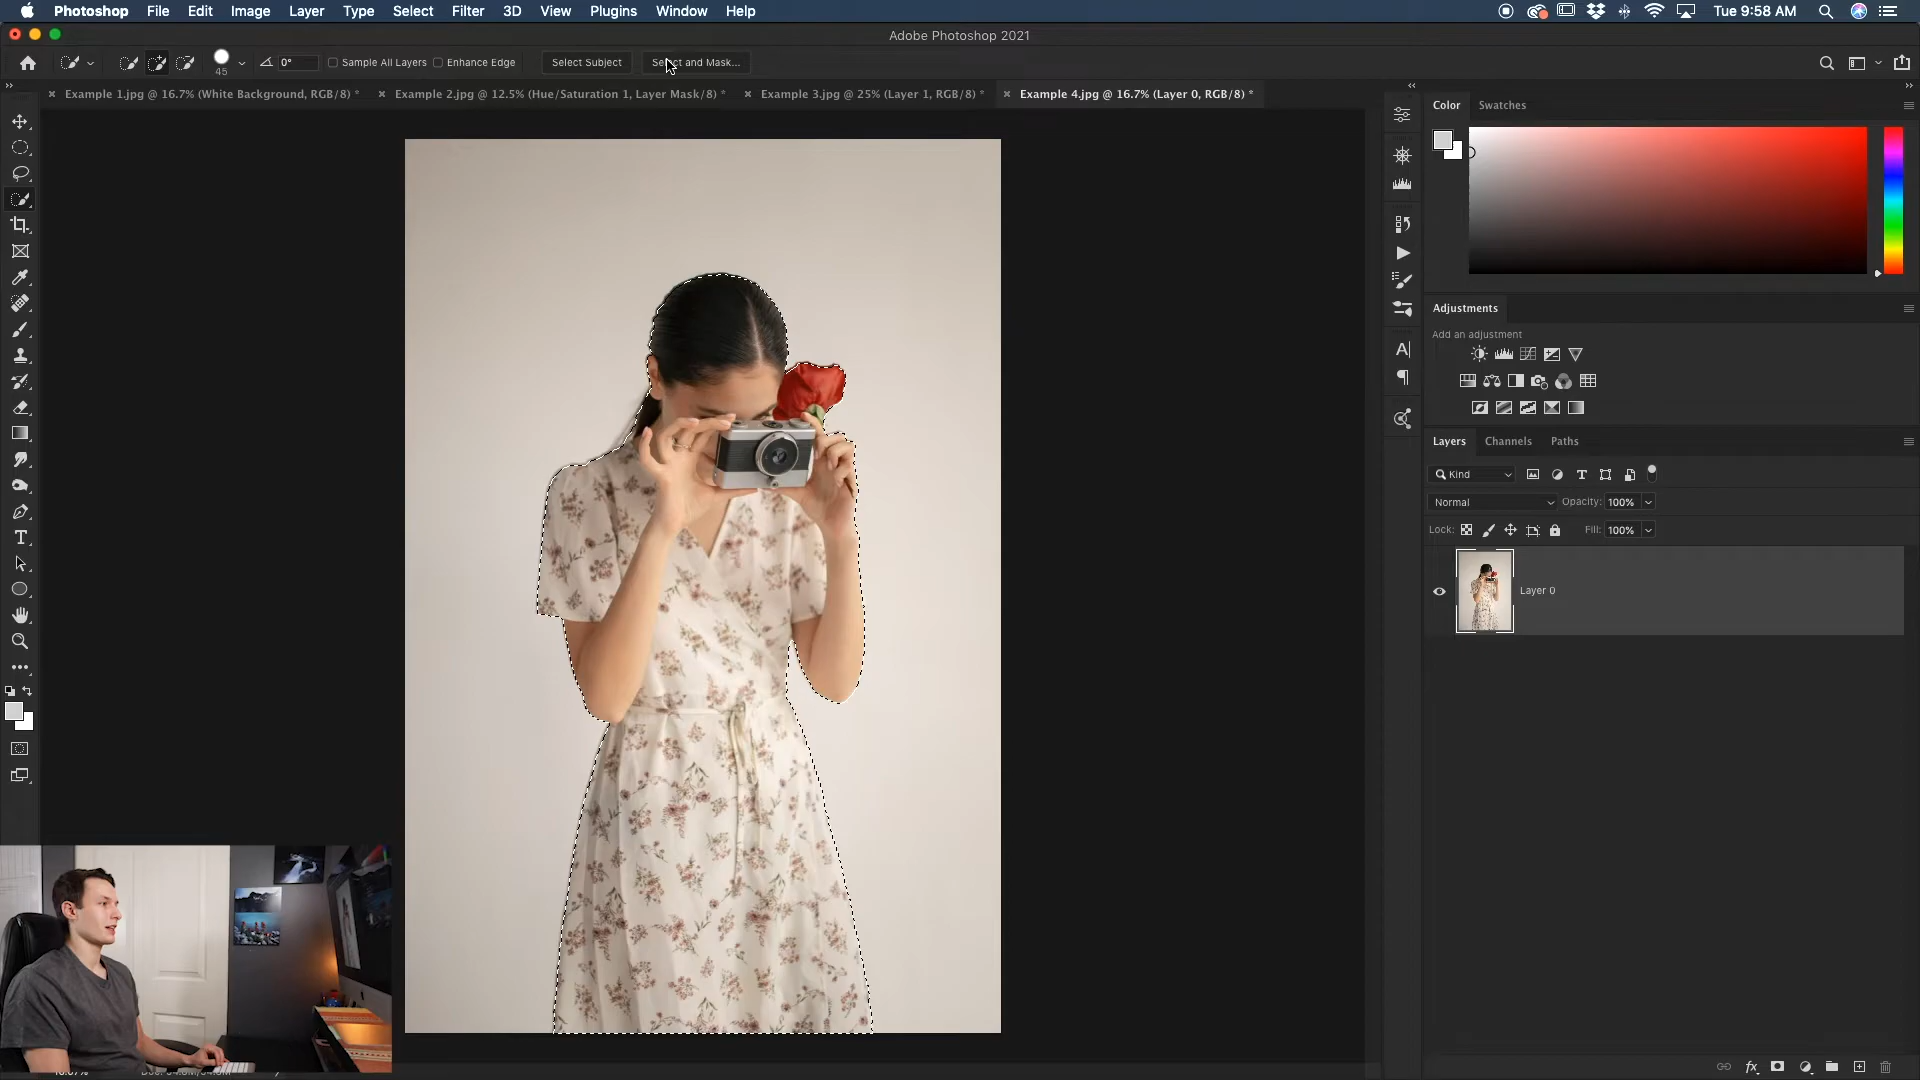 Photoshop File Edit Image Layer Type Select Filter 3D View Plugins Window Help Tue 9:58 AM
Adobe Photoshop 2021
45 0° Sample All Layers Enhance Edge Select Subject Select and Mask...
Example 1.jpg @ 16.7% (White Background, RGB/8) * Example 2.jpg @ 12.5% (Hue/Saturation 1, Layer Mask/8) * Example 3.jpg @ 25% (Layer 1, RGB/8) * Example 4.jpg @ 16.7% (Layer 0, RGB/8) *
Color Swatches
Adjustments
Add an adjustment
Layers Channels Paths
Kind
Normal Opacity: 100%
Lock: Fill: 100%
Layer 0